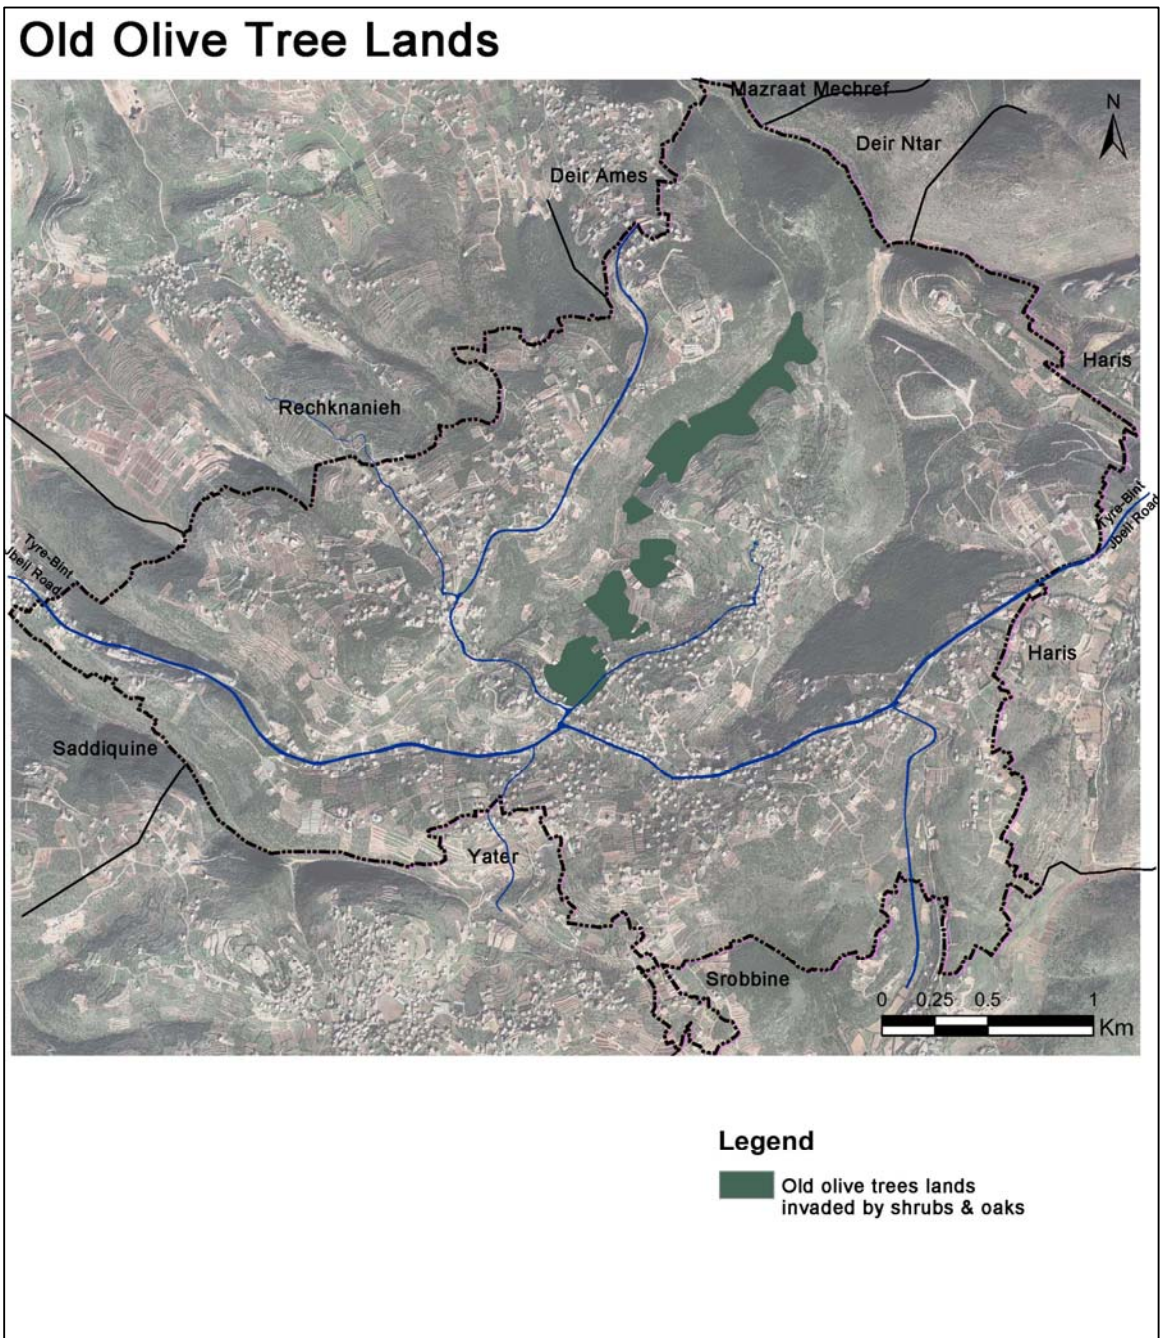 Old Olive Tree Lands
Mazraat Mechref
N
Deir Ntar
Deir Ames
Haris
Rechknanieh
Tyre-Bint
Jbeil Road
Tyre-Bint
Jbeil Road
Haris
Saddiquine
Yater
Srobbine
0 0.25 0.5 1
Km
Legend
Old olive trees lands
invaded by shrubs & oaks